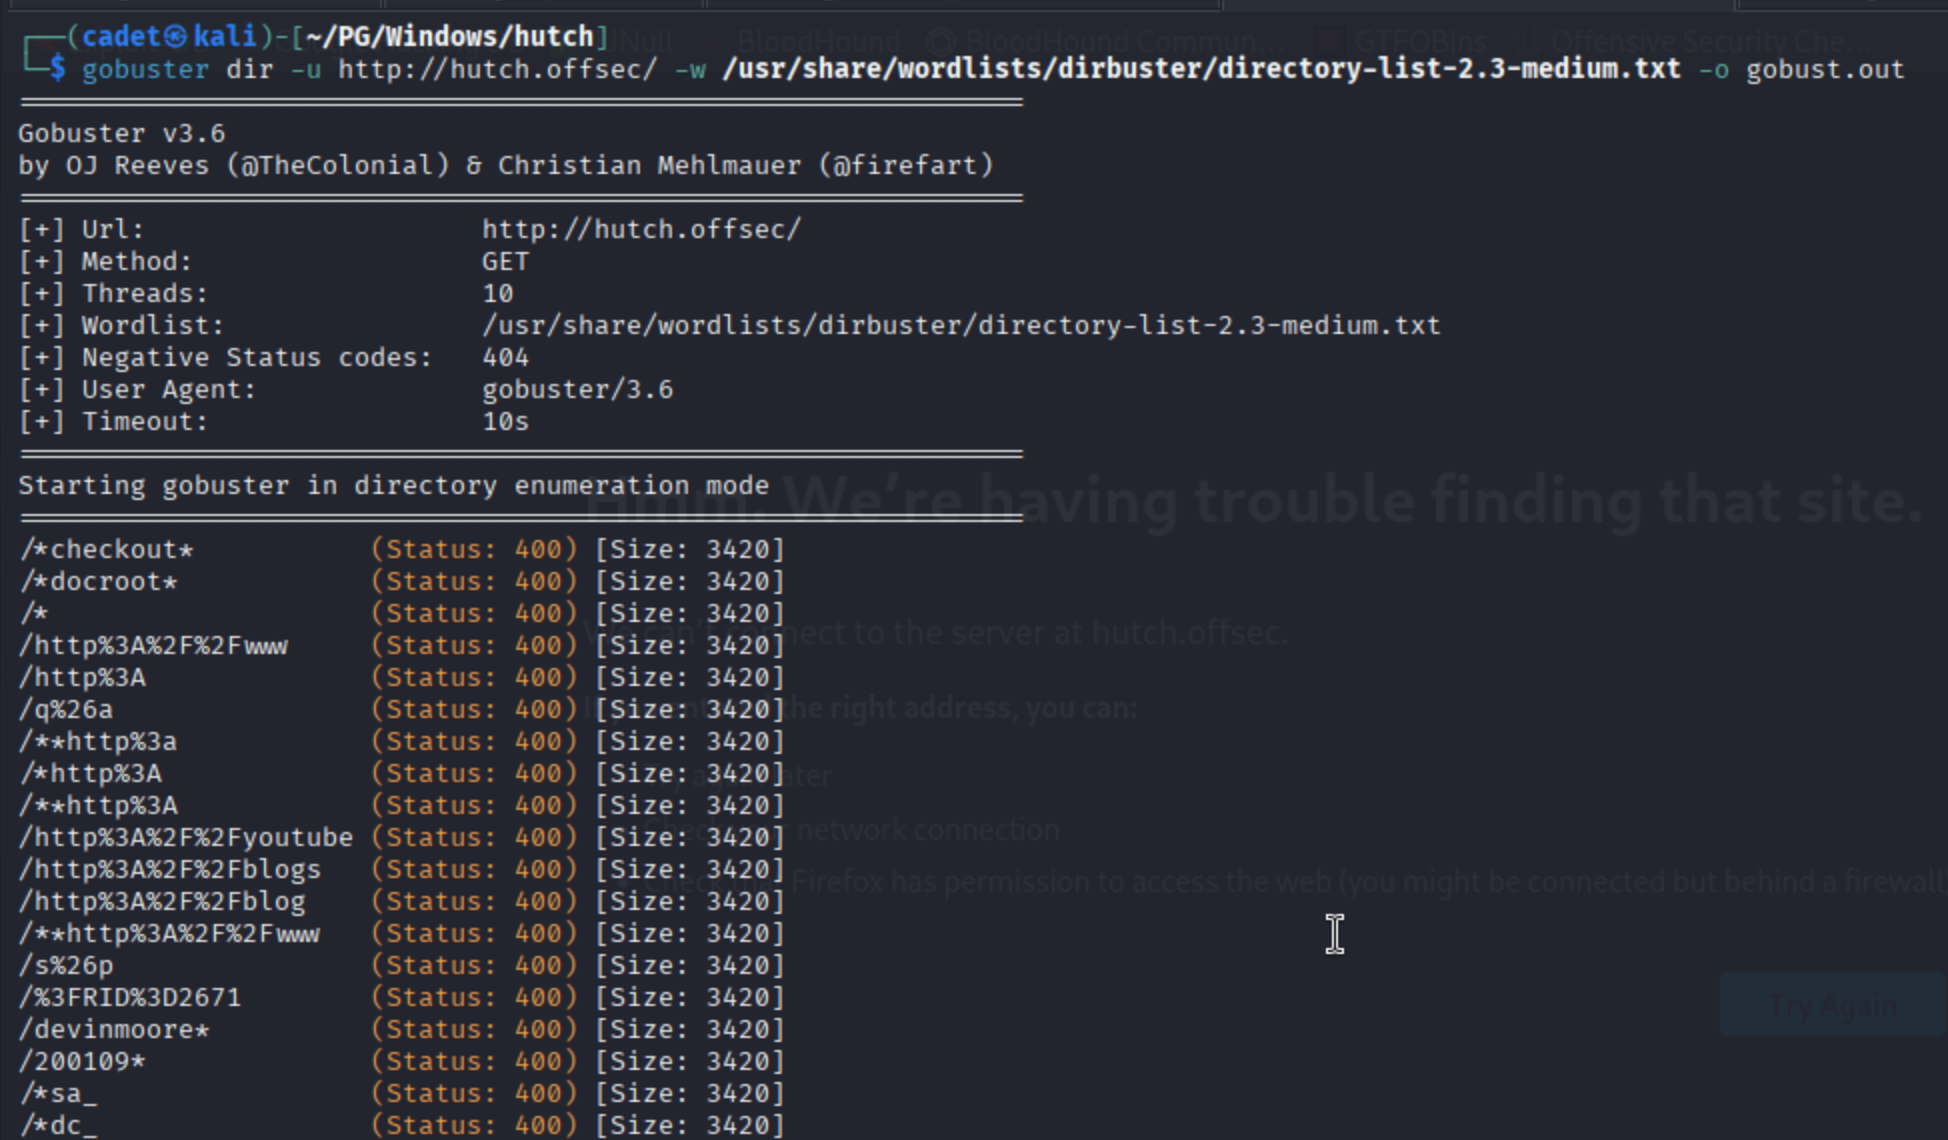 ┌──(cadet㉿kali)-[~/PG/Windows/hutch]
└─$ gobuster dir -u http://hutch.offsec/ -w /usr/share/wordlists/dirbuster/directory-list-2.3-medium.txt -o gobust.out
Null BloodHound BloodHound Commun… GTFOBins Offensive Security Che…
===============================================================
Gobuster v3.6
by OJ Reeves (@TheColonial) & Christian Mehlmauer (@firefart)
===============================================================
[+] Url: http://hutch.offsec/
[+] Method: GET
[+] Threads: 10
[+] Wordlist: /usr/share/wordlists/dirbuster/directory-list-2.3-medium.txt
[+] Negative Status codes: 404
[+] User Agent: gobuster/3.6
[+] Timeout: 10s
===============================================================
Starting gobuster in directory enumeration mode
===============================================================
Hmm. We're having trouble finding that site.
/*checkout* (Status: 400) [Size: 3420]
/*docroot* (Status: 400) [Size: 3420]
/* (Status: 400) [Size: 3420]
/http%3A%2F%2Fwww (Status: 400) [Size: 3420]
/http%3A (Status: 400) [Size: 3420]
/q%26a (Status: 400) [Size: 3420]
/**http%3a (Status: 400) [Size: 3420]
/*http%3A (Status: 400) [Size: 3420]
/**http%3A (Status: 400) [Size: 3420]
/http%3A%2F%2Fyoutube (Status: 400) [Size: 3420]
/http%3A%2F%2Fblogs (Status: 400) [Size: 3420]
/http%3A%2F%2Fblog (Status: 400) [Size: 3420]
/**http%3A%2F%2Fwww (Status: 400) [Size: 3420]
/s%26p (Status: 400) [Size: 3420]
/%3FRID%3D2671 (Status: 400) [Size: 3420]
/devinmoore* (Status: 400) [Size: 3420]
/200109* (Status: 400) [Size: 3420]
/*sa_ (Status: 400) [Size: 3420]
/*dc_ (Status: 400) [Size: 3420]
connect to the server at hutch.offsec.
the right address, you can:
later
network connection
Firefox has permission to access the web (you might be connected but behind a firewall
Try Again